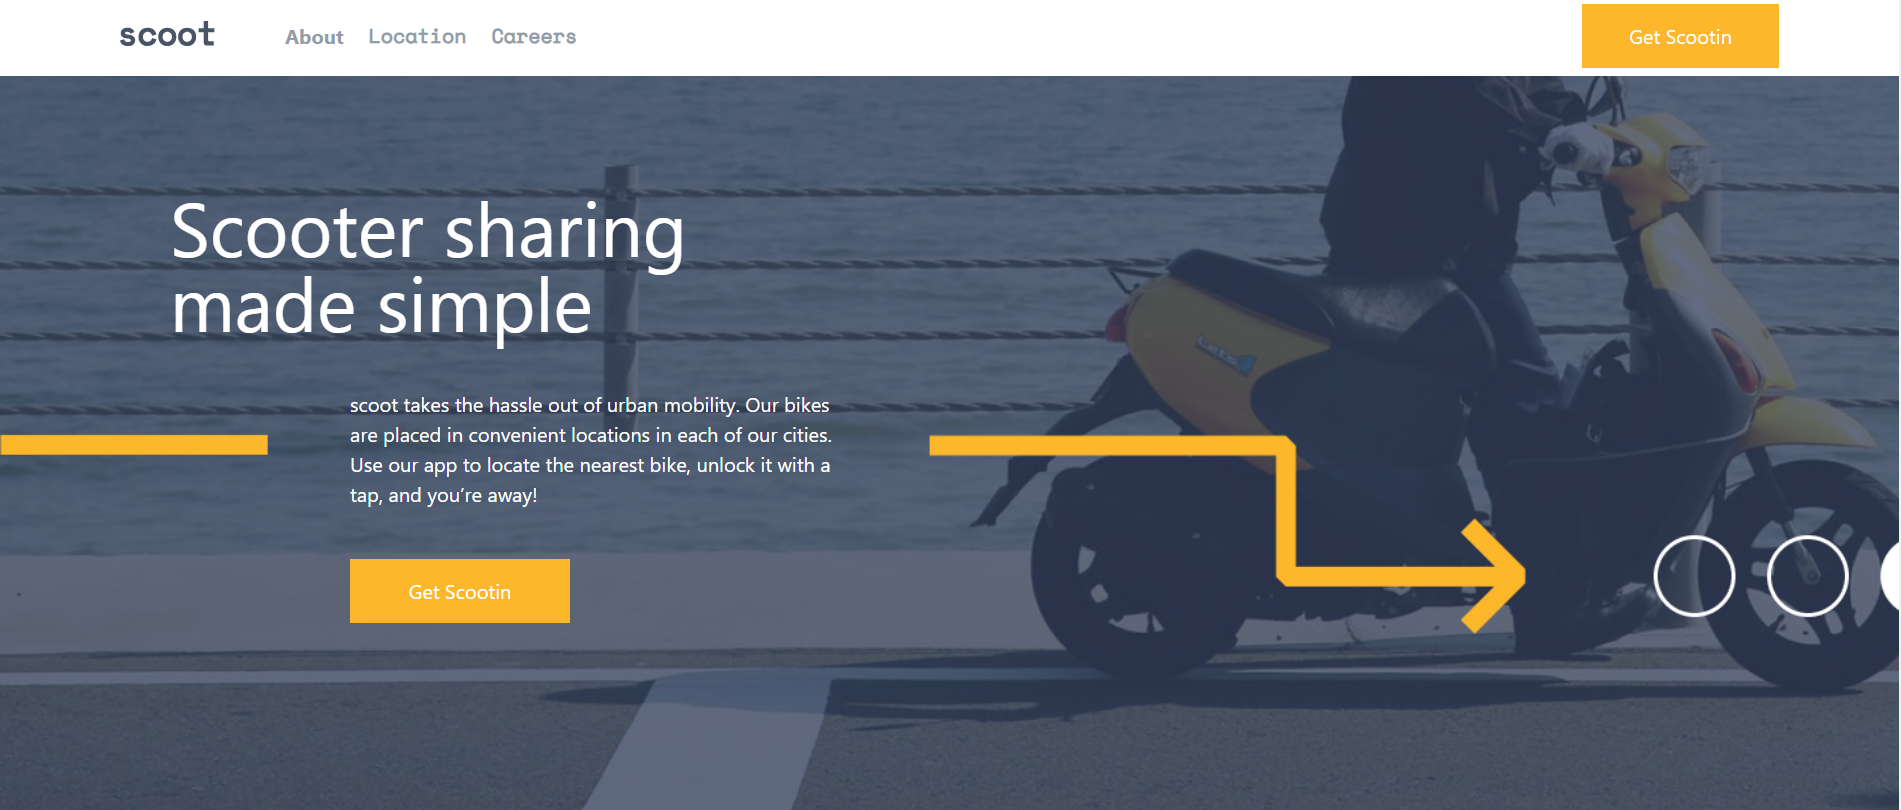 scoot About Location Careers Get Scootin
Scooter sharing
made simple
scoot takes the hassle out of urban mobility. Our bikes
are placed in convenient locations in each of our cities.
Use our app to locate the nearest bike, unlock it with a
tap, and you’re away!
Get Scootin